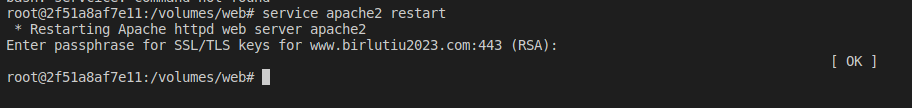 root@2f51a8af7e11:/volumes/web# service apache2 restart
 * Restarting Apache httpd web server apache2
Enter passphrase for SSL/TLS keys for www.birlutiu2023.com:443 (RSA):
[ OK ]
root@2f51a8af7e11:/volumes/web#